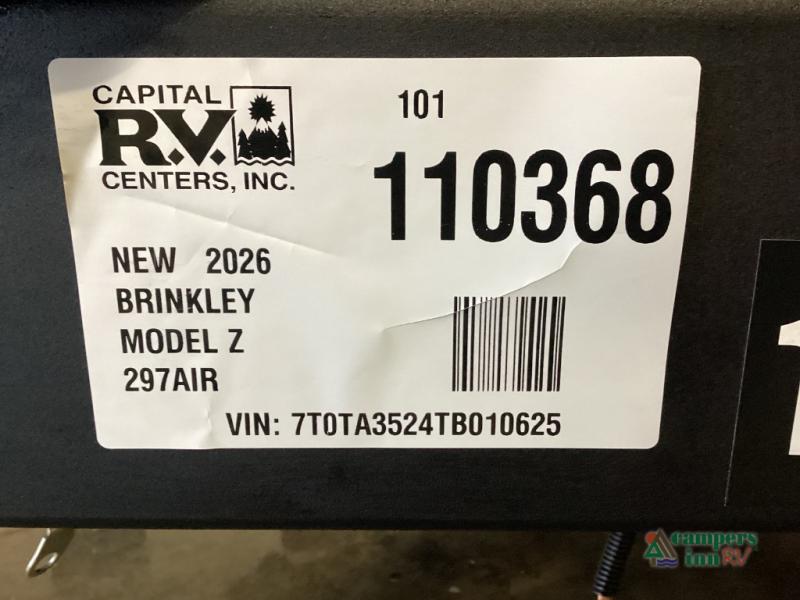 CAPITAL
R.V.
CENTERS, INC.
101
110368
NEW 2026
BRINKLEY
MODEL Z
297AIR
VIN: 7T0TA3524TB010625
campers
inn RV